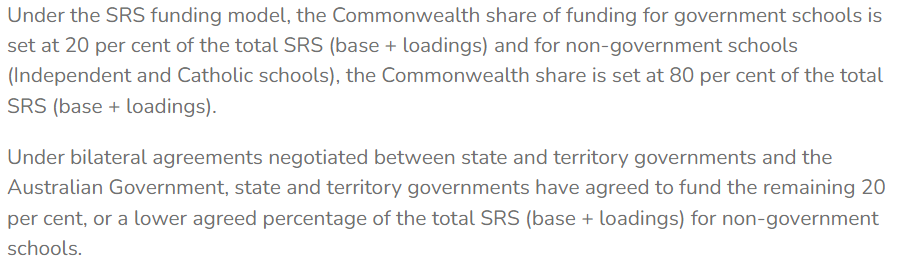 Under the SRS funding model, the Commonwealth share of funding for government schools is
set at 20 per cent of the total SRS (base + loadings) and for non-government schools
(Independent and Catholic schools), the Commonwealth share is set at 80 per cent of the total
SRS (base + loadings).
Under bilateral agreements negotiated between state and territory governments and the
Australian Government, state and territory governments have agreed to fund the remaining 20
per cent, or a lower agreed percentage of the total SRS (base + loadings) for non-government
schools.